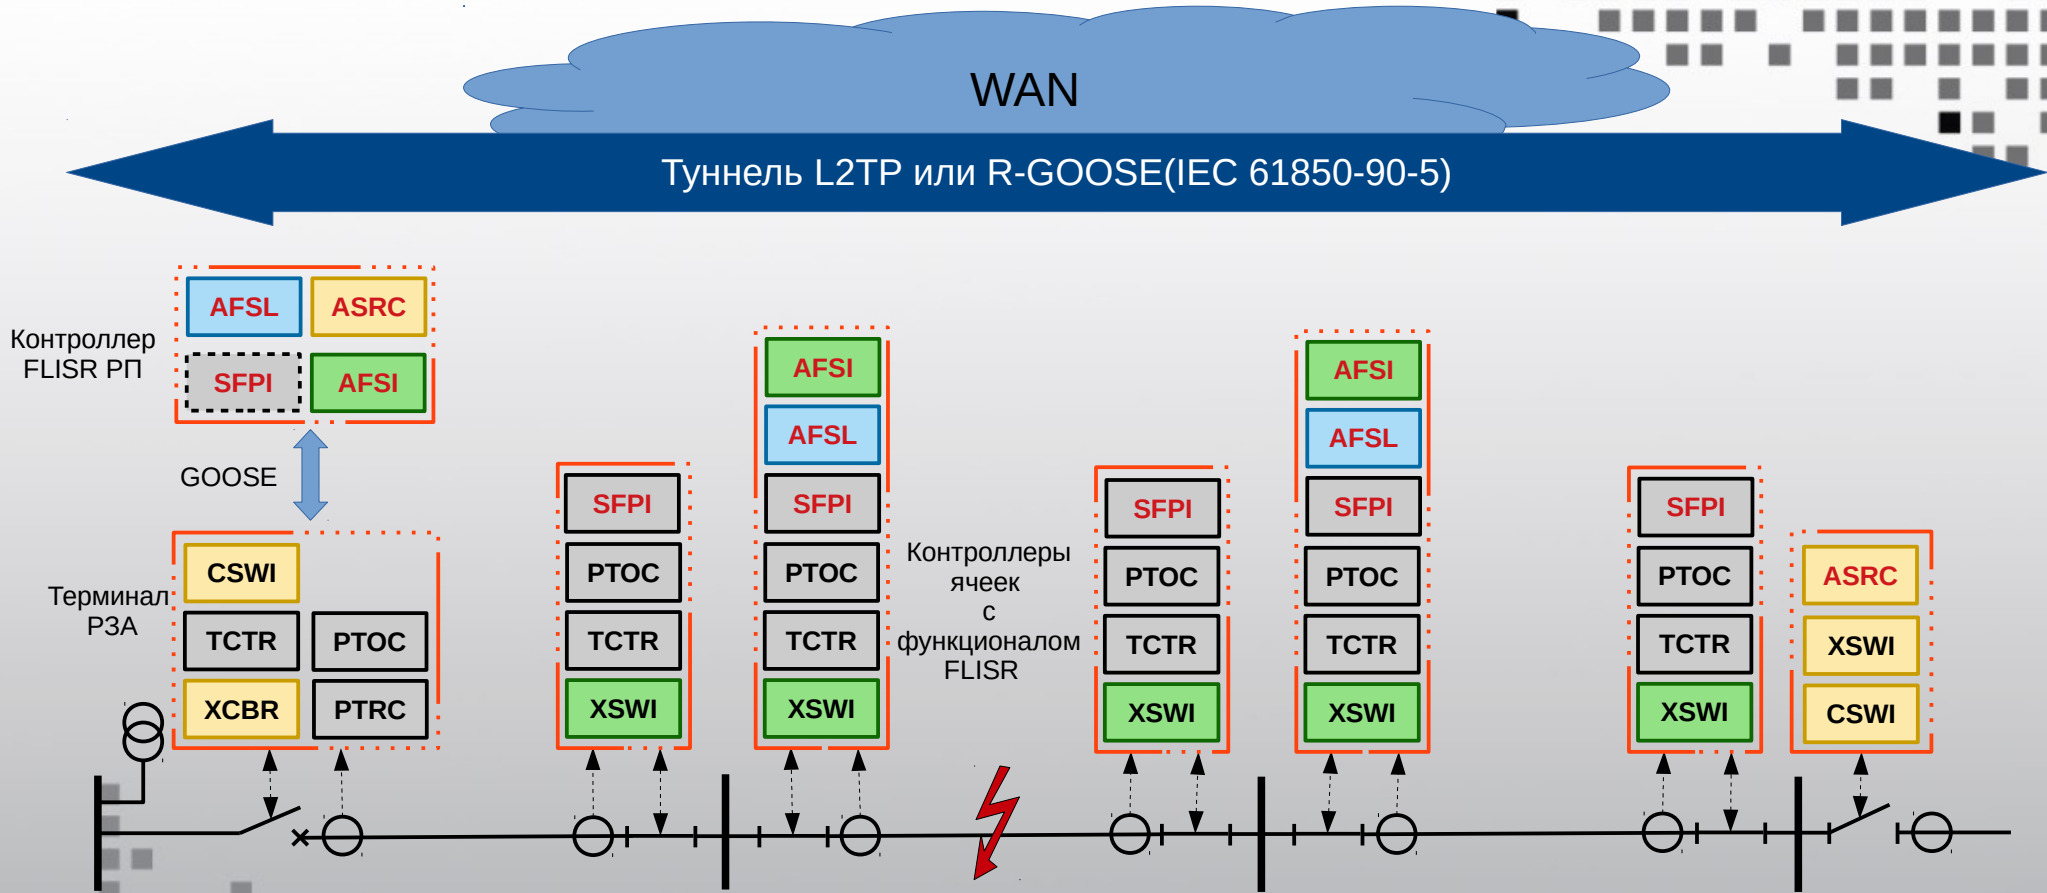 WAN
Туннель L2TP или R-GOOSE(IEC 61850-90-5)
Контроллер
FLISR РП
AFSL
ASRC
SFPI
AFSI
GOOSE
Терминал
РЗА
CSWI
TCTR
PTOC
XCBR
PTRC
SFPI
PTOC
TCTR
XSWI
AFSI
AFSL
SFPI
PTOC
TCTR
XSWI
Контроллеры
ячеек
с
функционалом
FLISR
SFPI
PTOC
TCTR
XSWI
AFSI
AFSL
SFPI
PTOC
TCTR
XSWI
SFPI
PTOC
TCTR
XSWI
ASRC
XSWI
CSWI